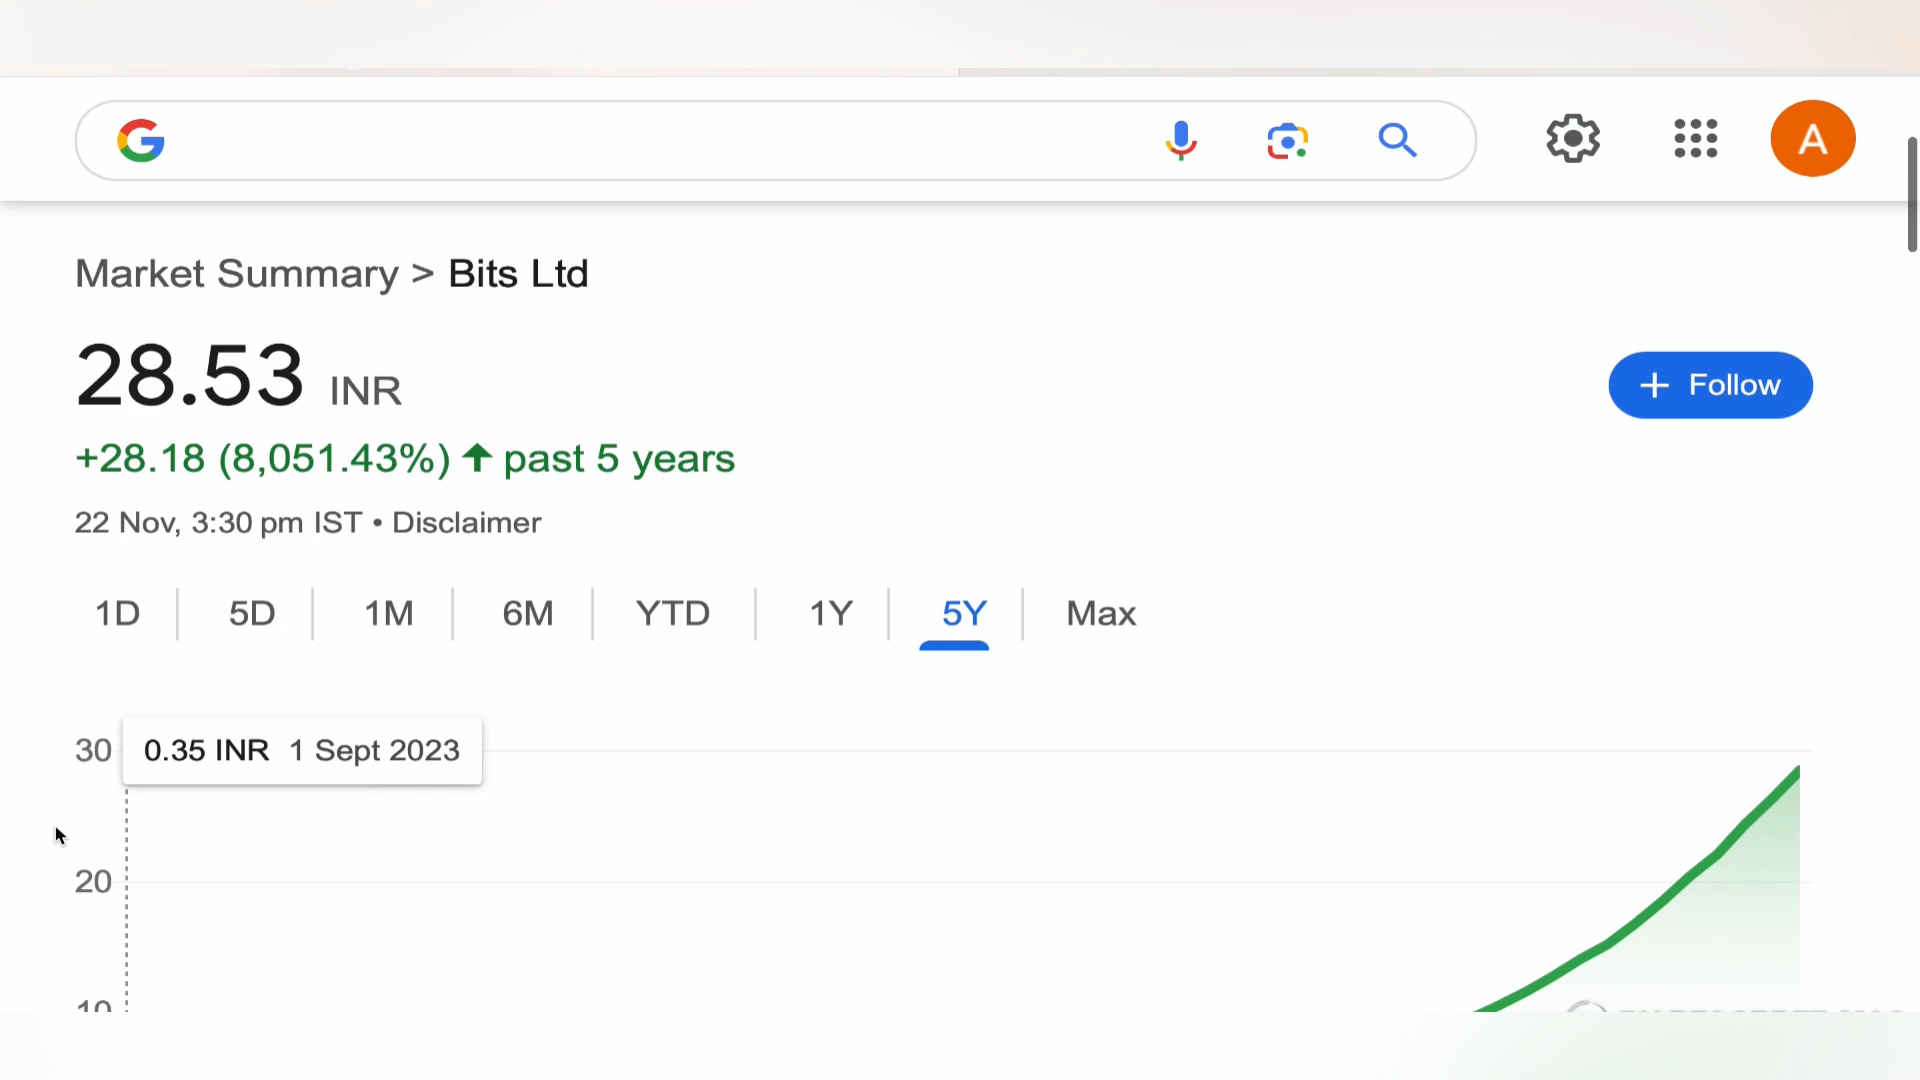 Market Summary > Bits Ltd
28.53 INR
+ Follow
+28.18 (8,051.43%) ↑ past 5 years
22 Nov, 3:30 pm IST • Disclaimer
1D 5D 1M 6M YTD 1Y 5Y Max
30
0.35 INR 1 Sept 2023
20
10
A